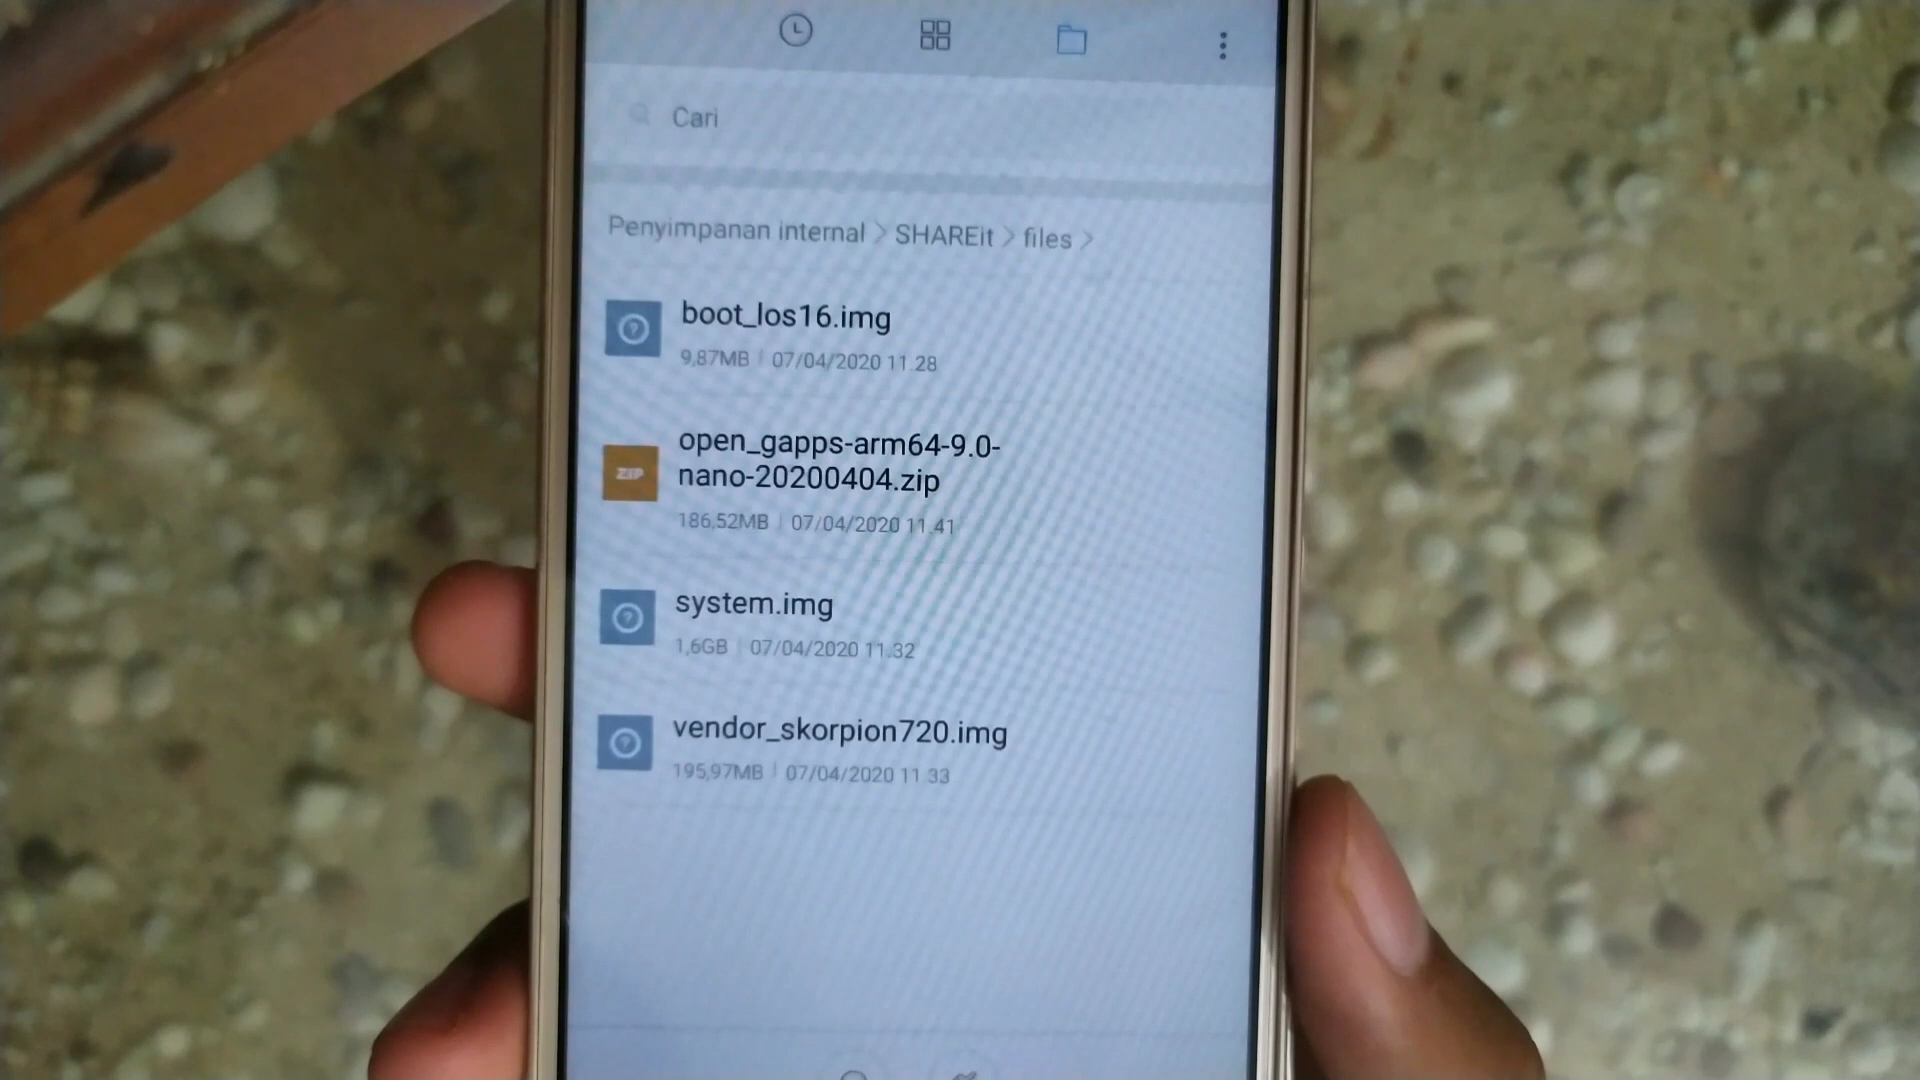 Cari
Penyimpanan internal > SHAREit > files >
boot_los16.img
9,87MB | 07/04/2020 11.28
open_gapps-arm64-9.0-
nano-20200404.zip
ZIP
186,52MB | 07/04/2020 11.41
system.img
1,6GB | 07/04/2020 11.32
vendor_skorpion720.img
195,97MB | 07/04/2020 11.33